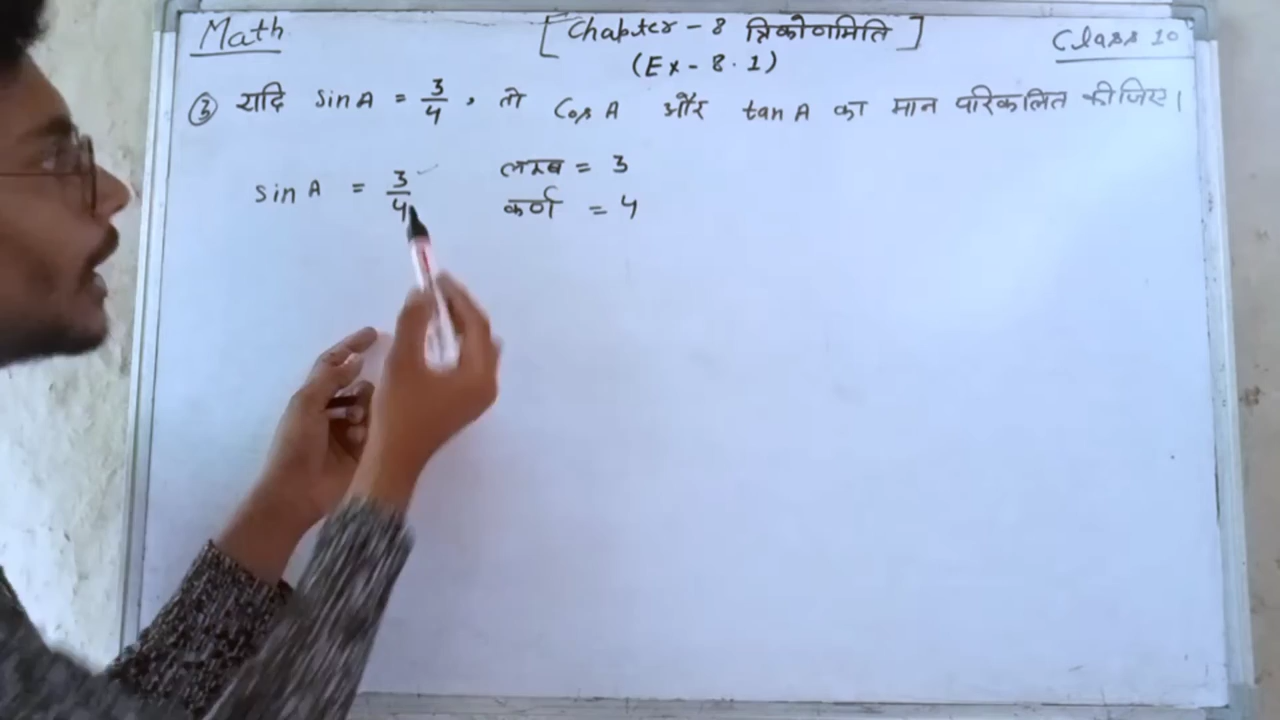 Math
[Chapter - 8 त्रिकोणमिति]
Class 10
(Ex - 8.1)
③ यदि sin A = 3/4, तो Cos A और tan A का मान परिकलित कीजिए।
sin A = 3/4
लम्ब = 3
कर्ण = 4